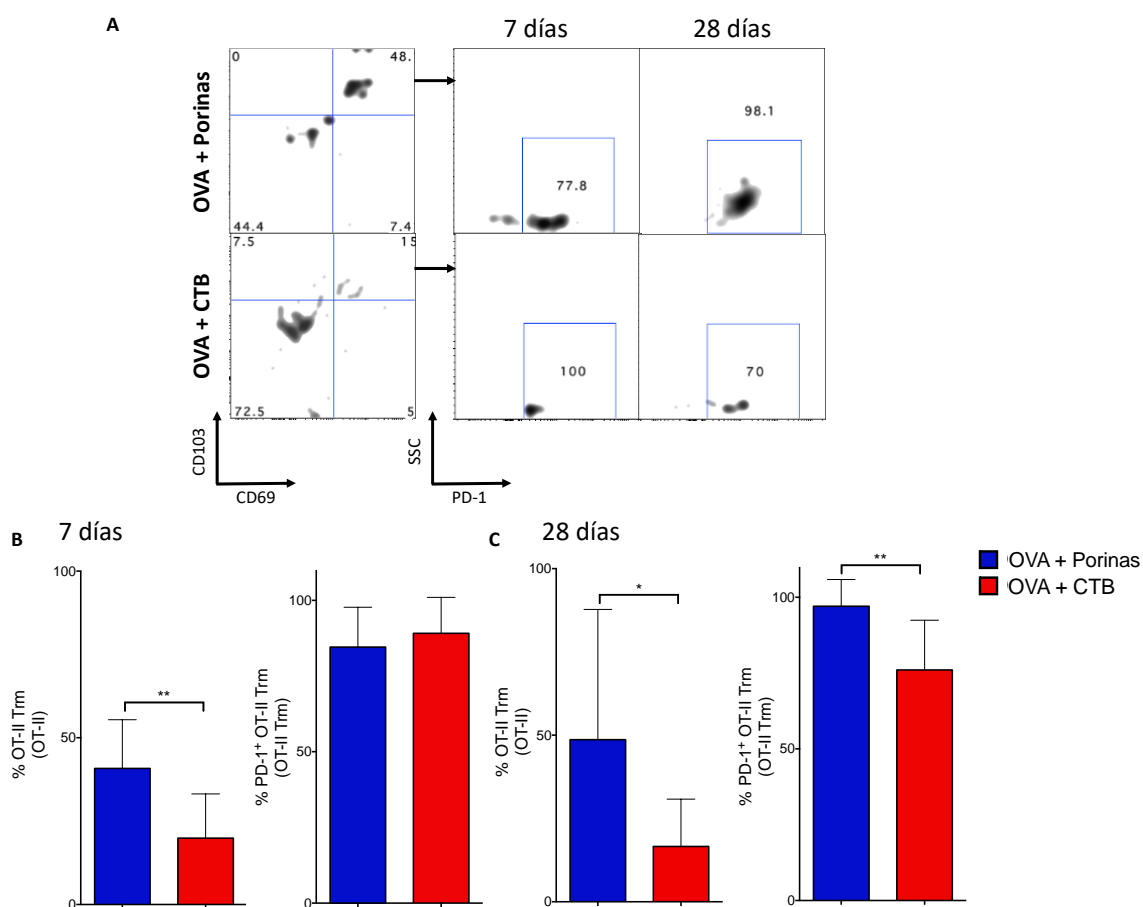 A
7 días
28 días
OVA + Porinas
0
48.
44.4
7.4
77.8
98.1
OVA + CTB
7.5
15
72.5
5
100
70
CD103
CD69
SSC
PD-1
B
7 días
100
50
0
% OT-II Trm
(OT-II)
**
100
50
0
% PD-1+ OT-II Trm
(OT-II Trm)
C
28 días
100
50
0
% OT-II Trm
(OT-II)
*
100
50
0
% PD-1+ OT-II Trm
(OT-II Trm)
**
OVA + Porinas
OVA + CTB